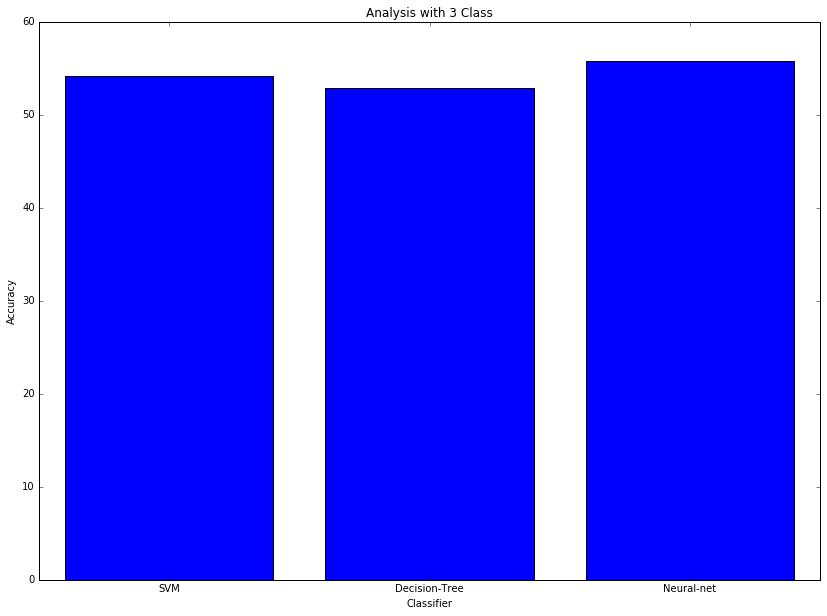 Analysis with 3 Class
60
50
40
30
20
10
0
Accuracy
SVM Decision-Tree Neural-net
Classifier